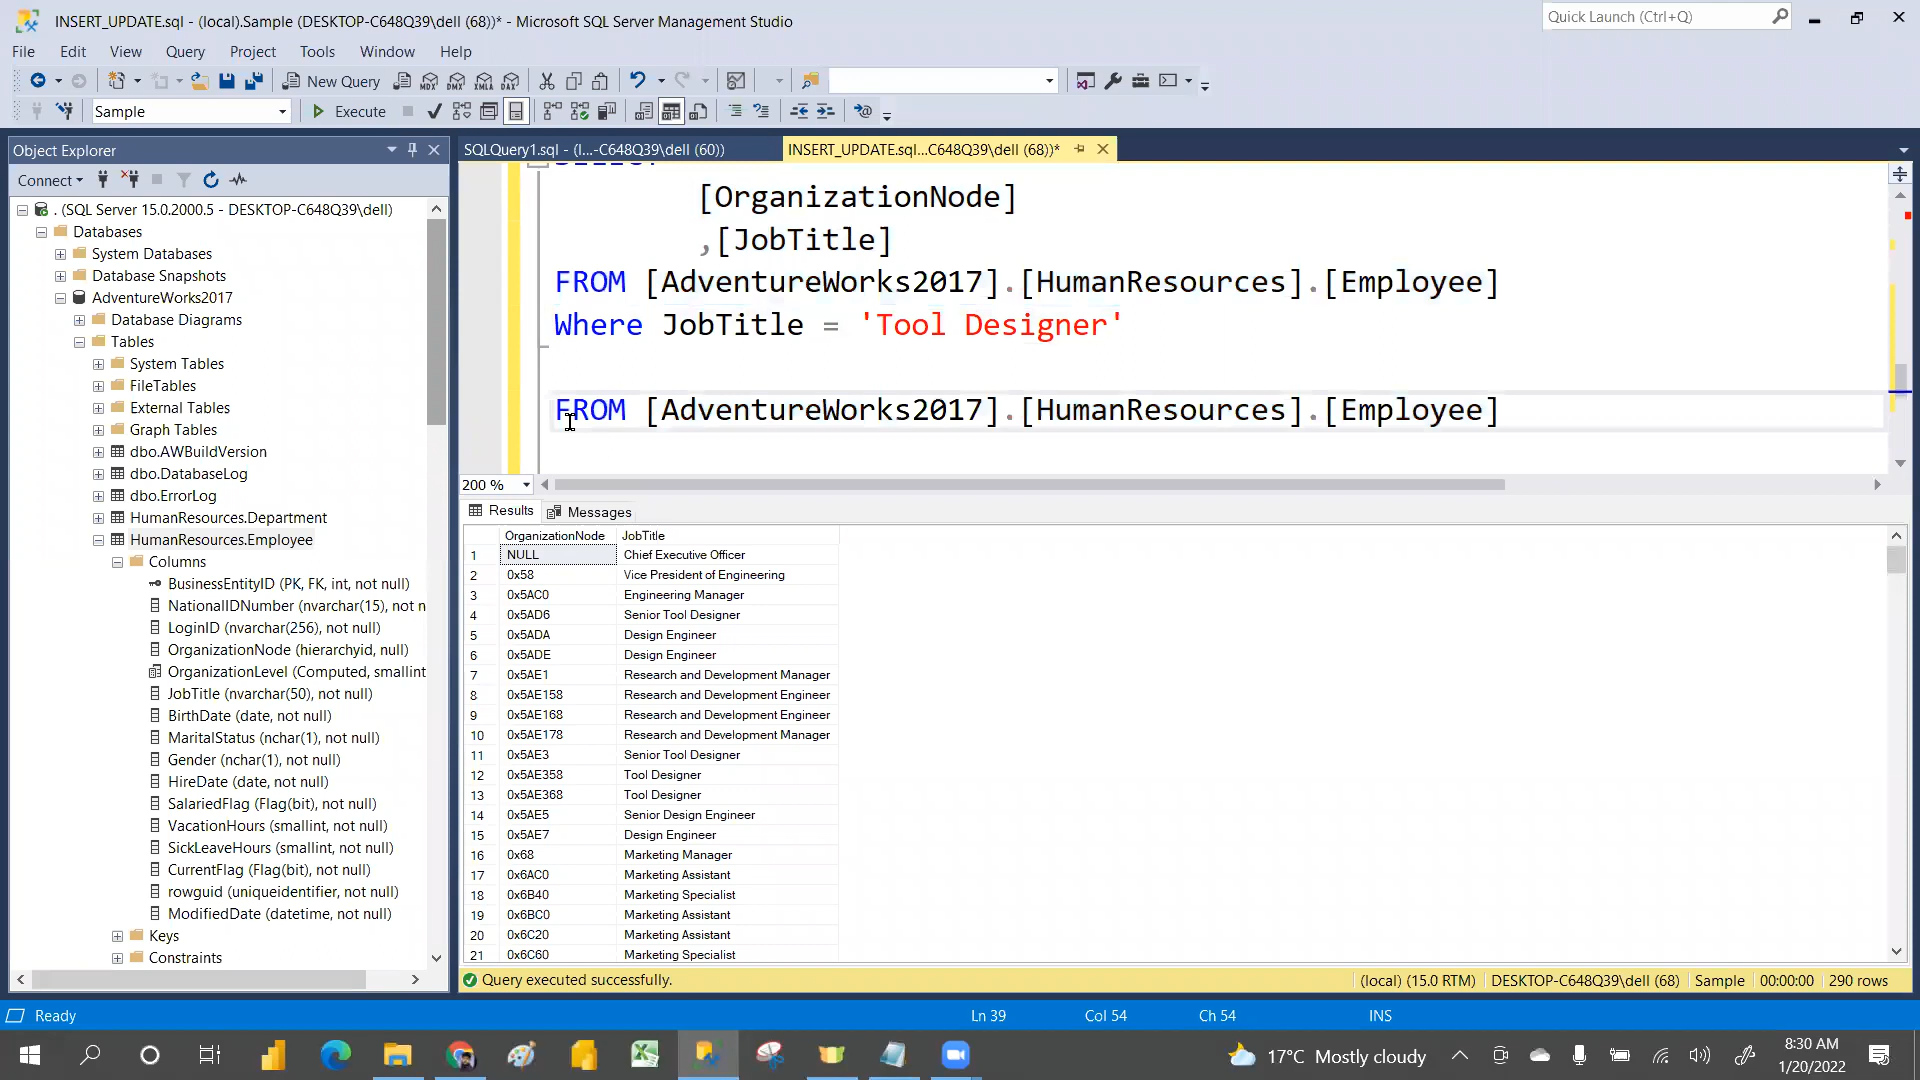 INSERT_UPDATE.sql - (local).Sample (DESKTOP-C648Q39\dell (68))* - Microsoft SQL Server Management Studio
Quick Launch (Ctrl+Q)
File Edit View Query Project Tools Window Help
New Query
MDX DMX XMLA DAX
Sample
Execute
Object Explorer
SQLQuery1.sql - (l...-C648Q39\dell (60))
INSERT_UPDATE.sql...C648Q39\dell (68))*
Connect
. (SQL Server 15.0.2000.5 - DESKTOP-C648Q39\dell)
Databases
System Databases
Database Snapshots
AdventureWorks2017
Database Diagrams
Tables
System Tables
FileTables
External Tables
Graph Tables
dbo.AWBuildVersion
dbo.DatabaseLog
dbo.ErrorLog
HumanResources.Department
HumanResources.Employee
Columns
BusinessEntityID (PK, FK, int, not null)
NationalIDNumber (nvarchar(15), not n
LoginID (nvarchar(256), not null)
OrganizationNode (hierarchyid, null)
OrganizationLevel (Computed, smallint
JobTitle (nvarchar(50), not null)
BirthDate (date, not null)
MaritalStatus (nchar(1), not null)
Gender (nchar(1), not null)
HireDate (date, not null)
SalariedFlag (Flag(bit), not null)
VacationHours (smallint, not null)
SickLeaveHours (smallint, not null)
CurrentFlag (Flag(bit), not null)
rowguid (uniqueidentifier, not null)
ModifiedDate (datetime, not null)
Keys
Constraints
[OrganizationNode]
,[JobTitle]
FROM [AdventureWorks2017].[HumanResources].[Employee]
Where JobTitle = 'Tool Designer'
FROM [AdventureWorks2017].[HumanResources].[Employee]
200 %
Results Messages
OrganizationNode JobTitle
1 NULL Chief Executive Officer
2 0x58 Vice President of Engineering
3 0x5AC0 Engineering Manager
4 0x5AD6 Senior Tool Designer
5 0x5ADA Design Engineer
6 0x5ADE Design Engineer
7 0x5AE1 Research and Development Manager
8 0x5AE158 Research and Development Engineer
9 0x5AE168 Research and Development Engineer
10 0x5AE178 Research and Development Manager
11 0x5AE3 Senior Tool Designer
12 0x5AE358 Tool Designer
13 0x5AE368 Tool Designer
14 0x5AE5 Senior Design Engineer
15 0x5AE7 Design Engineer
16 0x68 Marketing Manager
17 0x6AC0 Marketing Assistant
18 0x6B40 Marketing Specialist
19 0x6BC0 Marketing Assistant
20 0x6C20 Marketing Assistant
21 0x6C60 Marketing Specialist
Query executed successfully.
(local) (15.0 RTM) DESKTOP-C648Q39\dell (68) Sample 00:00:00 290 rows
Ready
Ln 39 Col 54 Ch 54 INS
17°C Mostly cloudy
8:30 AM
1/20/2022